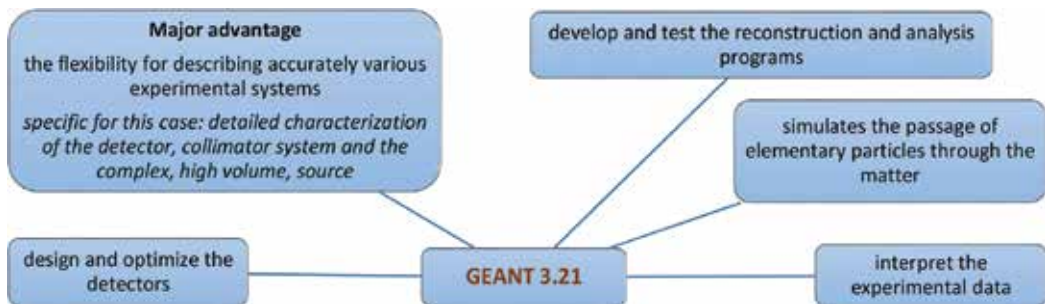 Major advantage
the flexibility for describing accurately various
experimental systems
specific for this case: detailed characterization
of the detector, collimator system and the
complex, high volume, source
develop and test the reconstruction and analysis
programs
simulates the passage of
elementary particles through the
matter
design and optimize the
detectors
GEANT 3.21
interpret the
experimental data